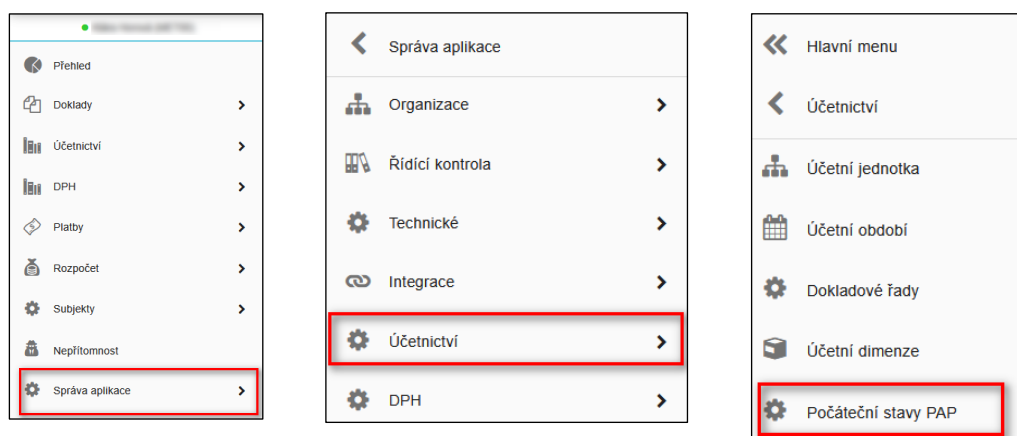 Přehled
Doklady
Účetnictví
DPH
Platby
Rozpočet
Subjekty
Nepřítomnost
Správa aplikace
Správa aplikace
Organizace
Řídící kontrola
Technické
Integrace
Účetnictví
DPH
Hlavní menu
Účetnictví
Účetní jednotka
Účetní období
Dokladové řady
Účetní dimenze
Počáteční stavy PAP